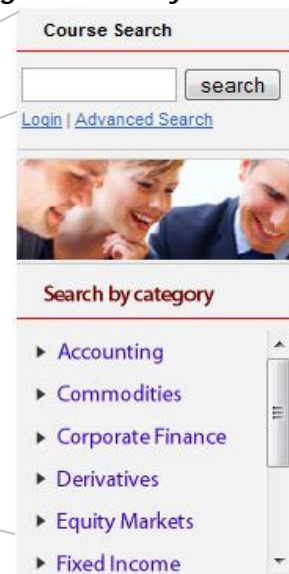 Course Search
search
Login | Advanced Search
Search by category
Accounting
Commodities
Corporate Finance
Derivatives
Equity Markets
Fixed Income